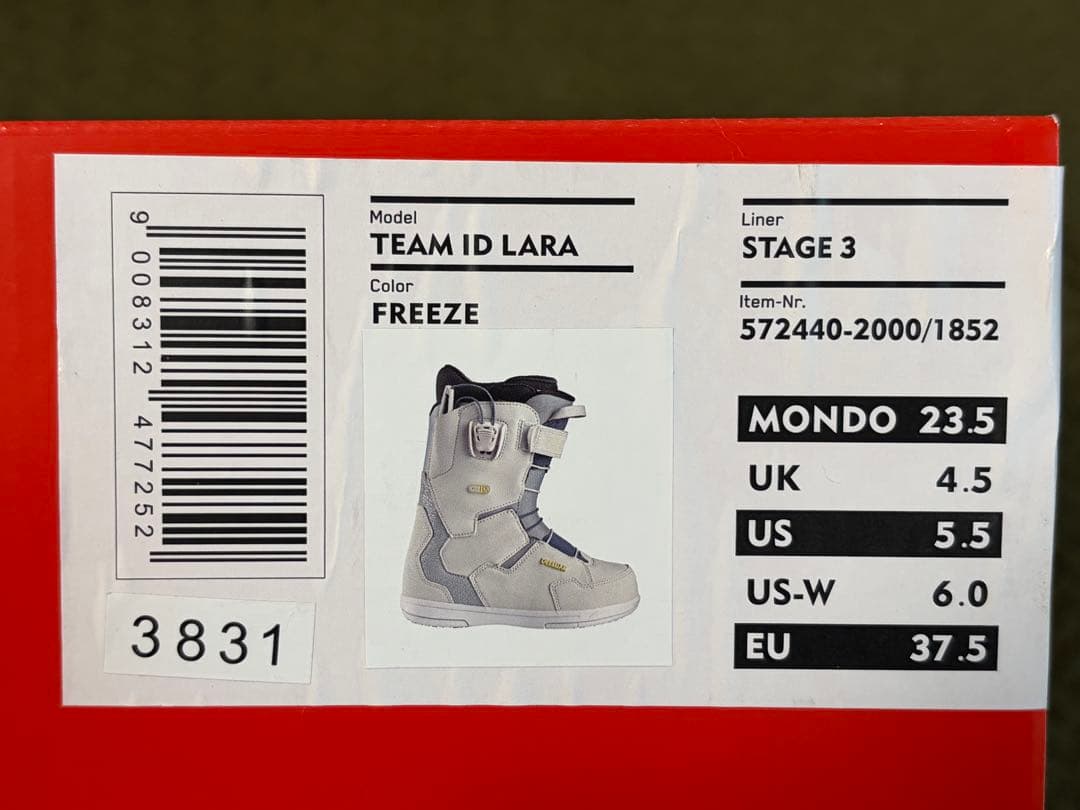 9 008312 477252
3831
Model
TEAM ID LARA
Color
FREEZE
DEELUXE
Liner
STAGE 3
Item-Nr.
572440-2000/1852
MONDO 23.5
UK 4.5
US 5.5
US-W 6.0
EU 37.5